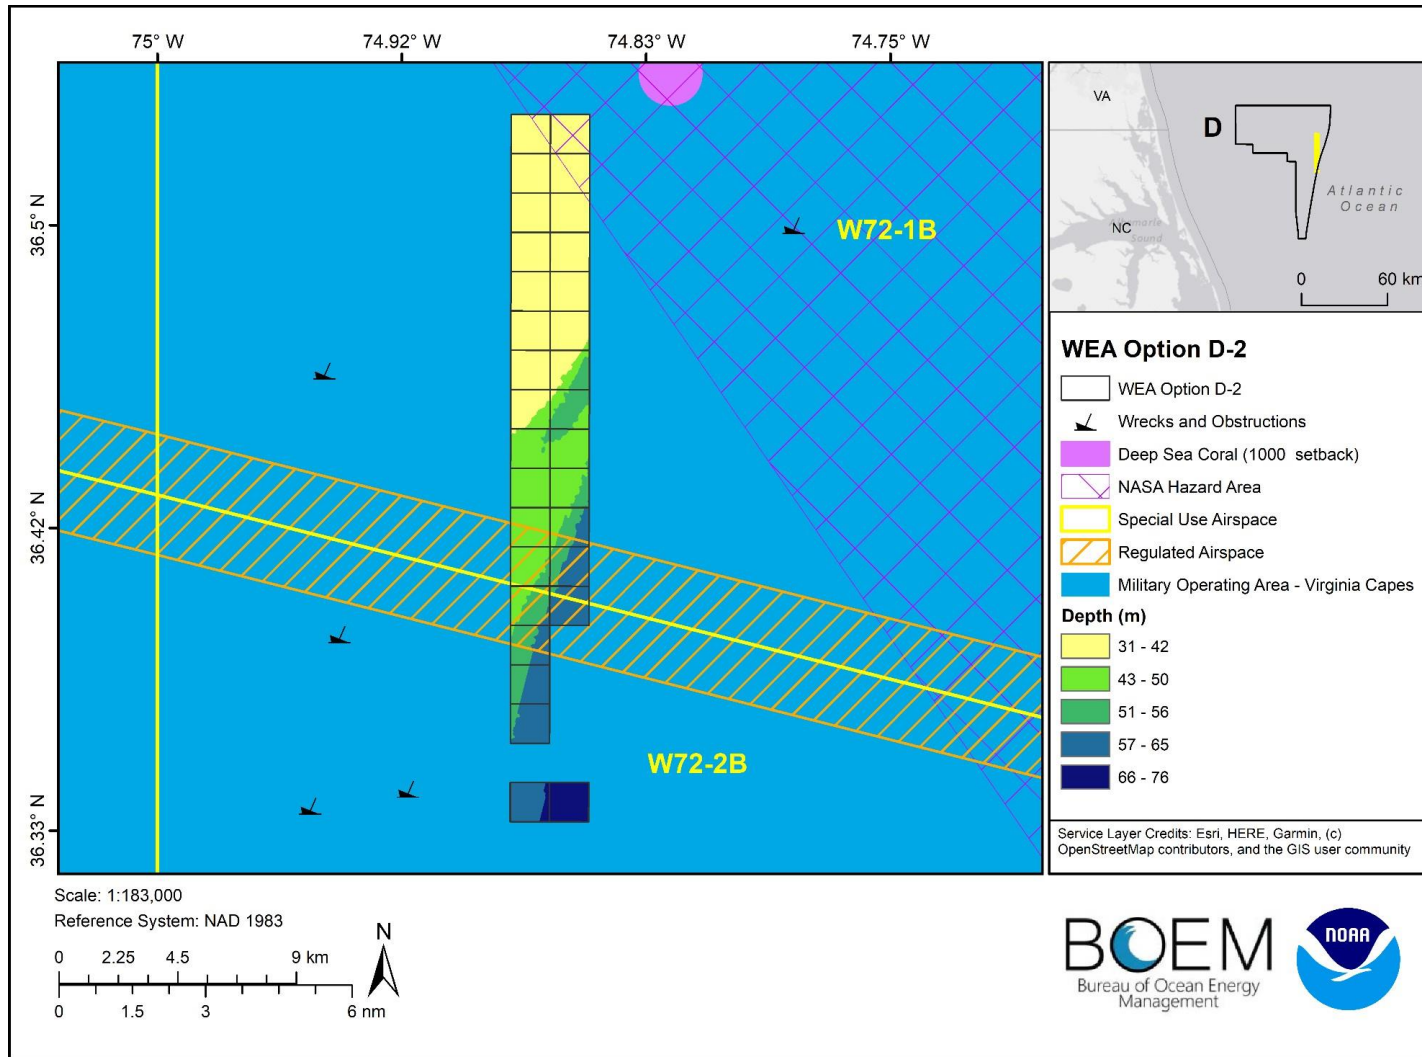 75° W
74.92° W
74.83° W
74.75° W
36.5° N
36.42° N
36.33° N
W72-1B
W72-2B
VA
D
Atlantic
Ocean
NC
Albemarle
Sound
0 60 km
WEA Option D-2
WEA Option D-2
Wrecks and Obstructions
Deep Sea Coral (1000 setback)
NASA Hazard Area
Special Use Airspace
Regulated Airspace
Military Operating Area - Virginia Capes
Depth (m)
31 - 42
43 - 50
51 - 56
57 - 65
66 - 76
Service Layer Credits: Esri, HERE, Garmin, (c)
OpenStreetMap contributors, and the GIS user community
Scale: 1:183,000
Reference System: NAD 1983
0 2.25 4.5 9 km
0 1.5 3 6 nm
N
BOEM
Bureau of Ocean Energy
Management
NOAA